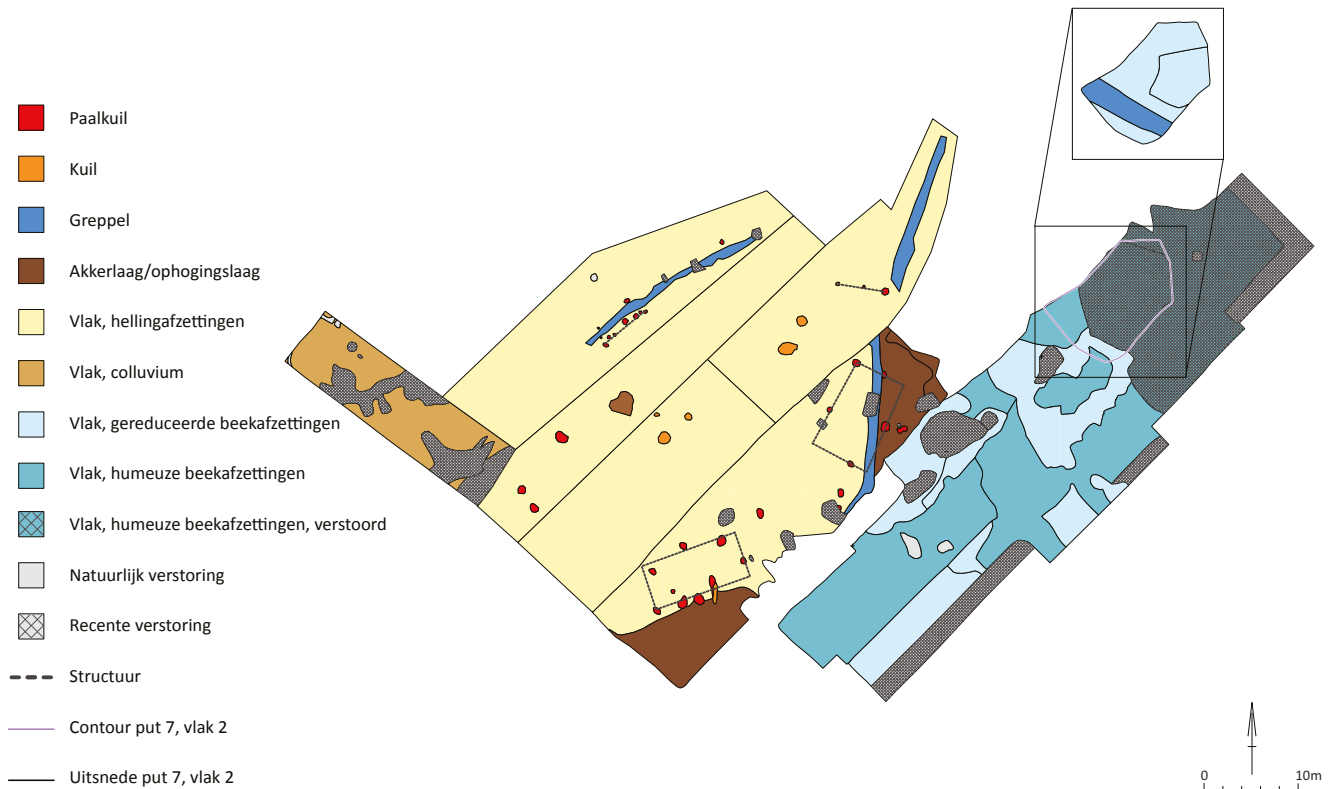 Paalkuil
Kuil
Greppel
Akkerlaag/ophogingslaag
Vlak, hellingafzettingen
Vlak, colluvium
Vlak, gereduceerde beekafzettingen
Vlak, humeuze beekafzettingen
Vlak, humeuze beekafzettingen, verstoord
Natuurlijk verstoring
Recente verstoring
Structuur
Contour put 7, vlak 2
Uitsnede put 7, vlak 2
0 10m